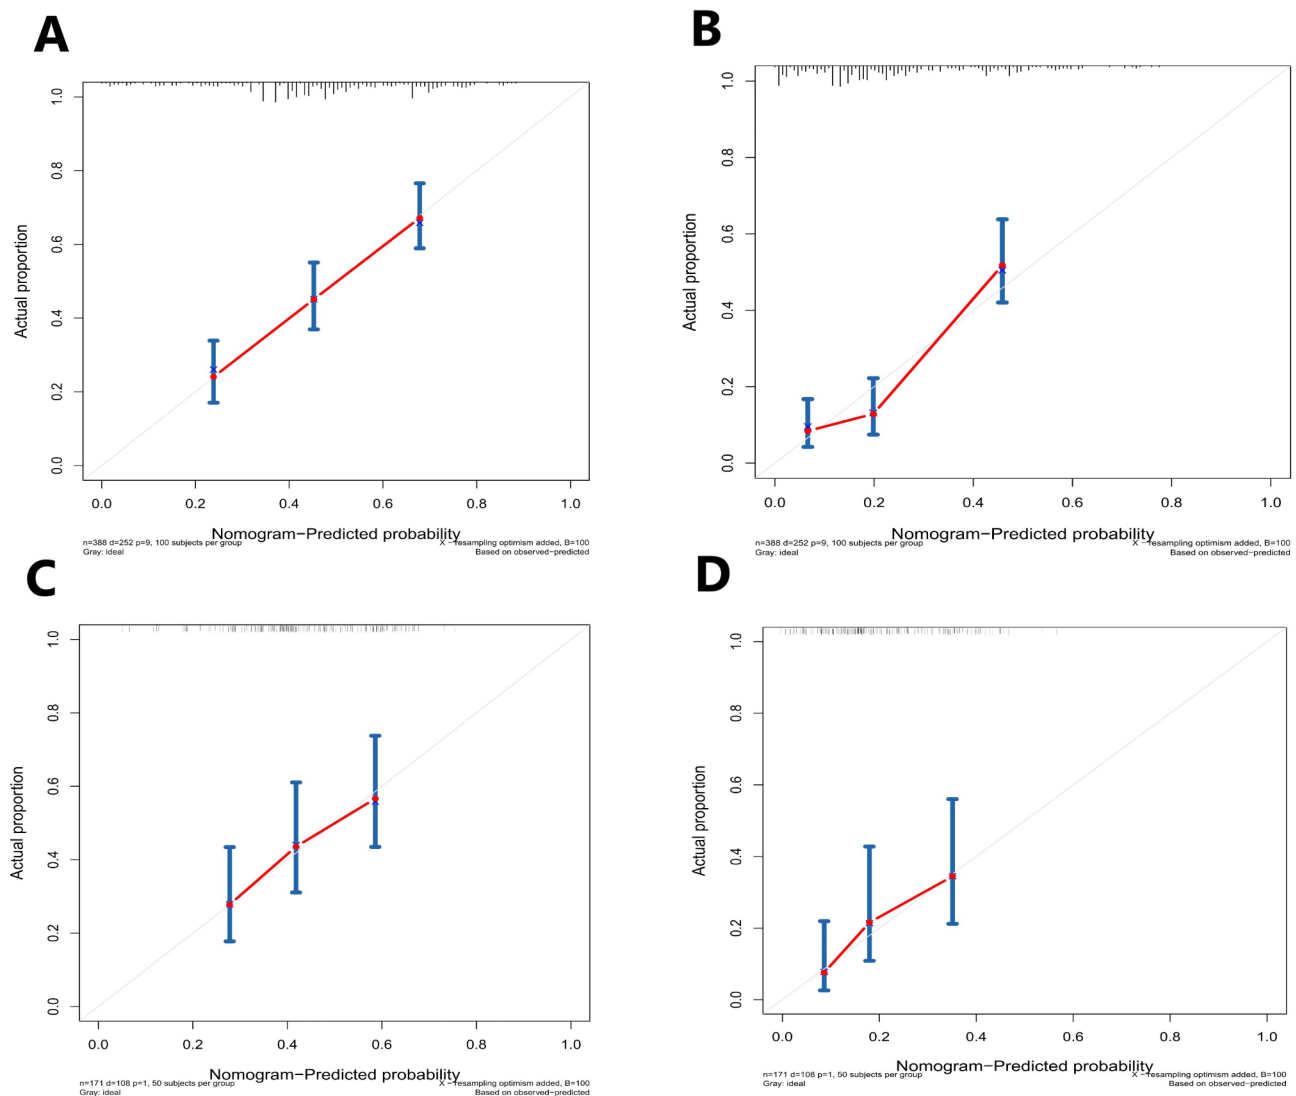 A
1.0
0.8
0.6
0.4
0.2
0.0
Actual proportion
0.0 0.2 0.4 0.6 0.8 1.0
Nomogram−Predicted probability
n=388 d=252 p=9, 100 subjects per group
Gray: ideal
X − resampling optimism added, B=100
Based on observed−predicted
B
1.0
0.8
0.6
0.4
0.2
0.0
Actual proportion
0.0 0.2 0.4 0.6 0.8 1.0
Nomogram−Predicted probability
n=388 d=252 p=9, 100 subjects per group
Gray: ideal
X − resampling optimism added, B=100
Based on observed−predicted
C
1.0
0.8
0.6
0.4
0.2
0.0
Actual proportion
0.0 0.2 0.4 0.6 0.8 1.0
Nomogram−Predicted probability
n=171 d=108 p=1, 50 subjects per group
Gray: ideal
X − resampling optimism added, B=100
Based on observed−predicted
D
1.0
0.8
0.6
0.4
0.2
0.0
Actual proportion
0.0 0.2 0.4 0.6 0.8 1.0
Nomogram−Predicted probability
n=171 d=108 p=1, 50 subjects per group
Gray: ideal
X − resampling optimism added, B=100
Based on observed−predicted